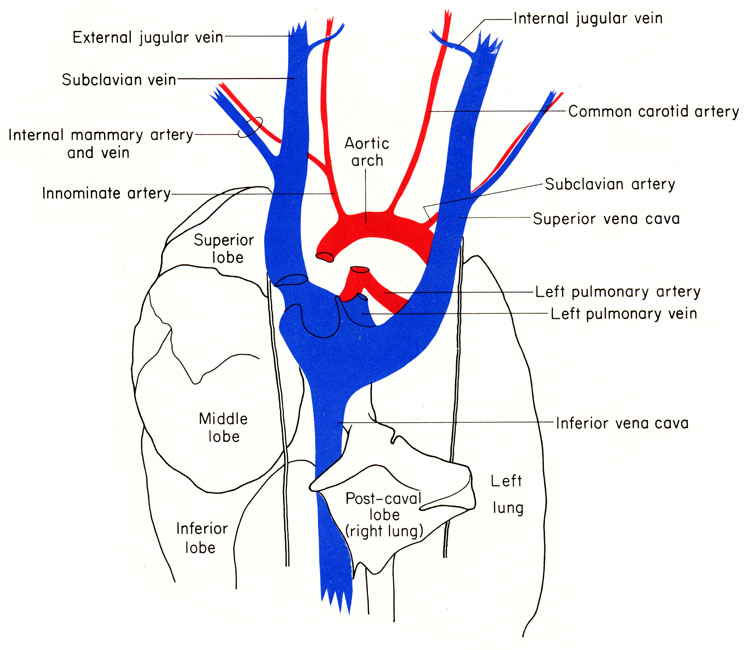 External jugular vein
Internal jugular vein
Subclavian vein
Common carotid artery
Internal mammary artery
and vein
Aortic
arch
Innominate artery
Subclavian artery
Superior vena cava
Superior
lobe
Left pulmonary artery
Left pulmonary vein
Middle
lobe
Inferior vena cava
Left
lung
Post-caval
lobe
(right lung)
Inferior
lobe